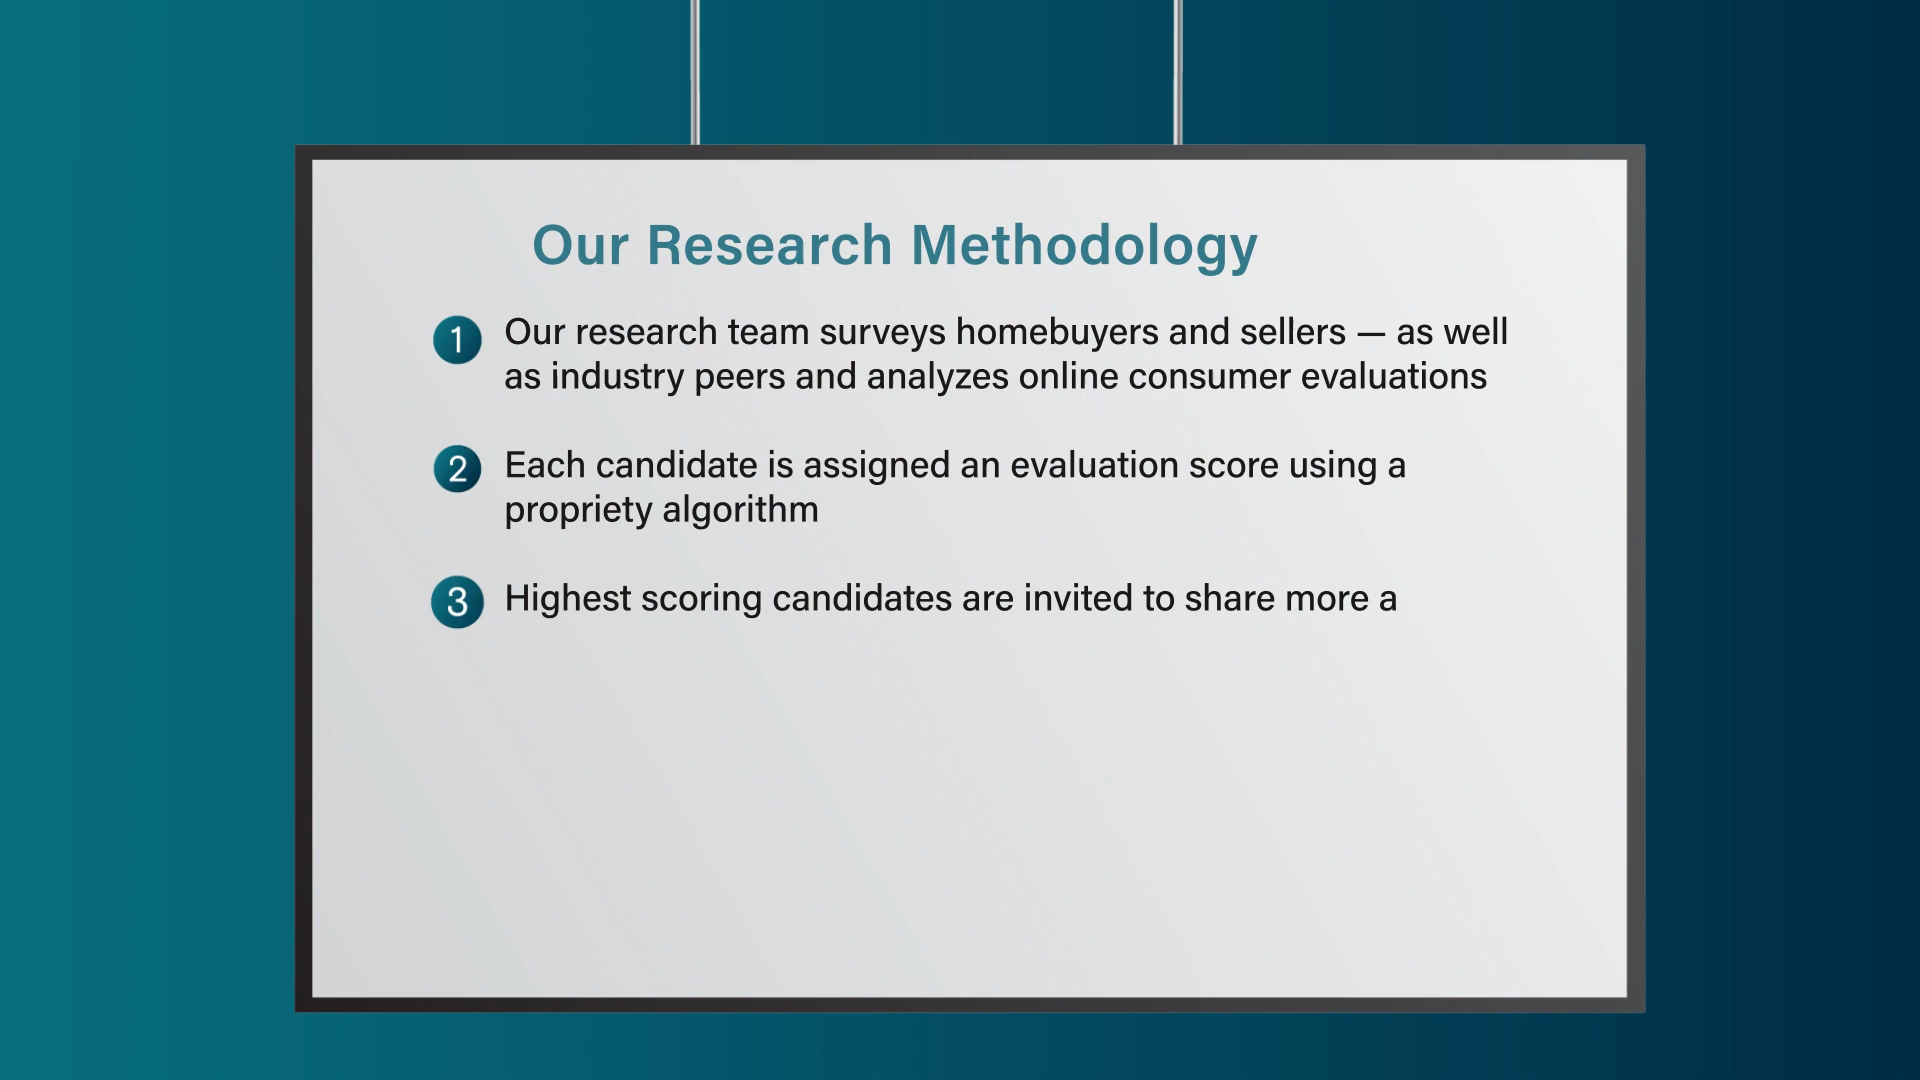 Our Research Methodology
1 Our research team surveys homebuyers and sellers — as well
as industry peers and analyzes online consumer evaluations
2 Each candidate is assigned an evaluation score using a
propriety algorithm
3 Highest scoring candidates are invited to share more a